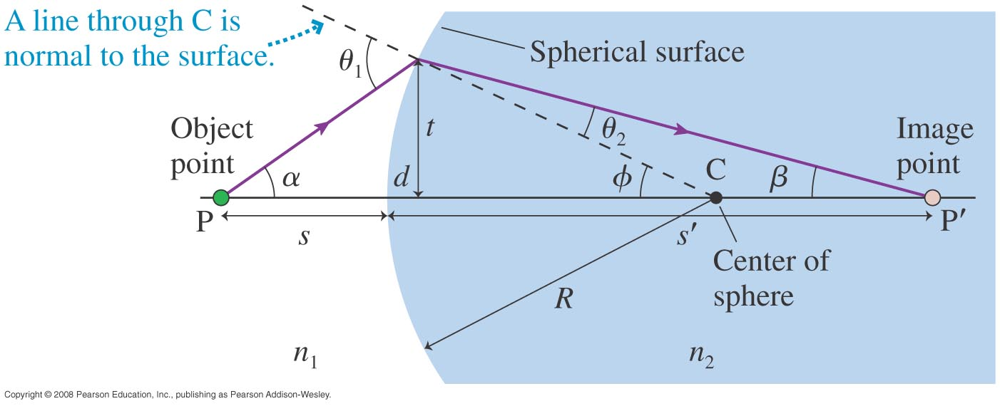 A line through C is
normal to the surface.
θ₁
Spherical surface
Object
point
α
t
d
θ₂
ϕ
C
β
Image
point
P
s
s′
P′
Center of
sphere
R
n₁
n₂
Copyright © 2008 Pearson Education, Inc., publishing as Pearson Addison-Wesley.